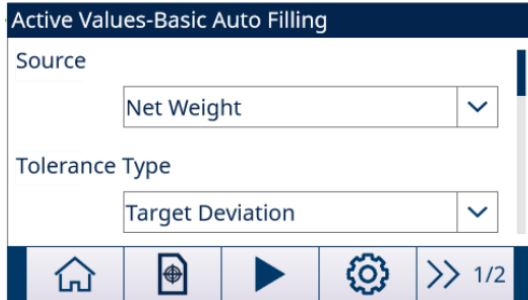 Active Values-Basic Auto Filling
Source
Net Weight
Tolerance Type
Target Deviation
1/2